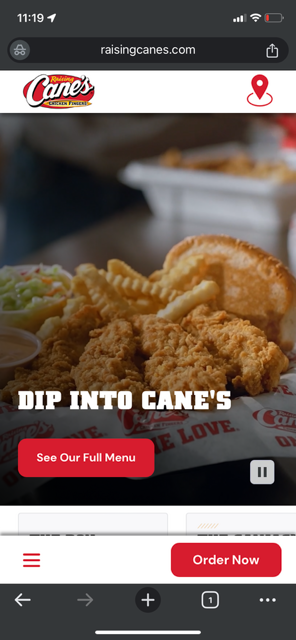 11:19
raisingcanes.com
Raising
Cane's
CHICKEN FINGERS
DIP INTO CANE'S
LOVE.
See Our Full Menu
Order Now
1